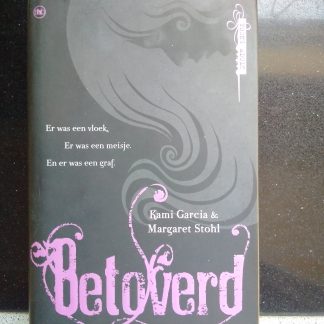 Er was een vloek,
Er was een meisje.
En er was een graf.
Kami Garcia &
Margaret Stohl
Betoverd